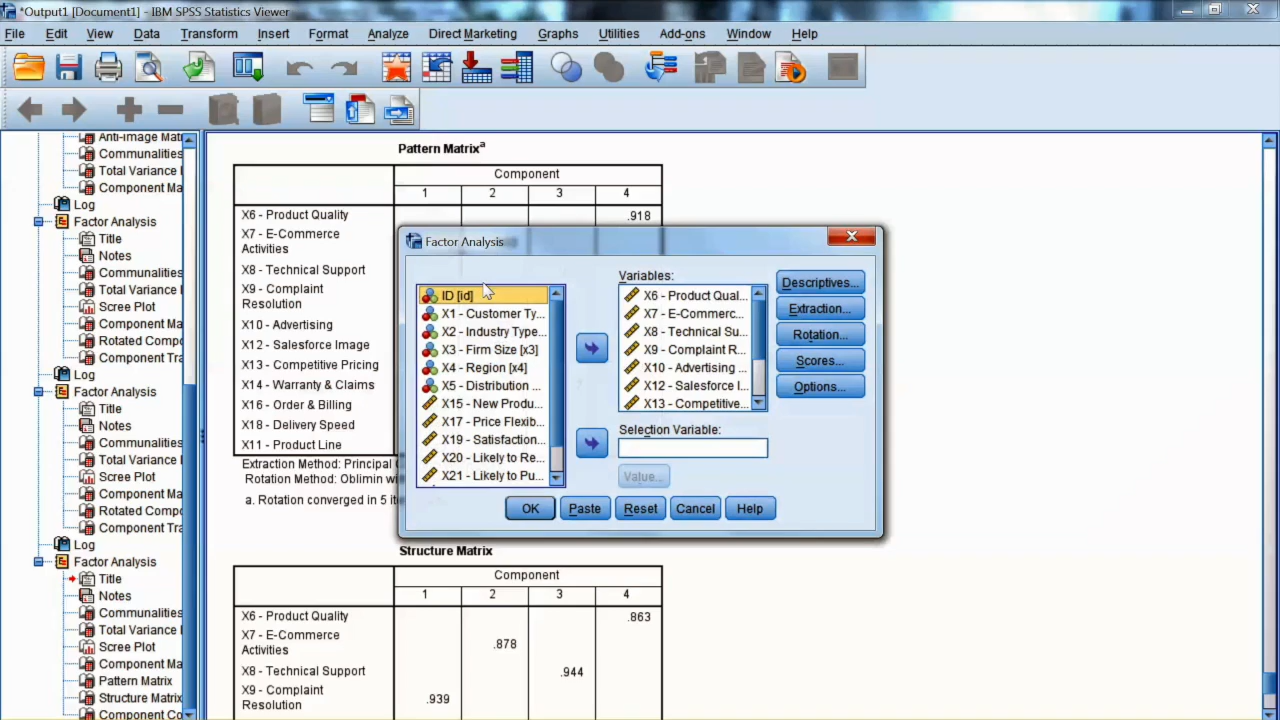 *Output1 [Document1] - IBM SPSS Statistics Viewer
File Edit View Data Transform Insert Format Analyze Direct Marketing Graphs Utilities Add-ons Window Help
Anti-image Mat
Communalities
Total Variance
Component Ma
Log
Factor Analysis
Title
Notes
Communalities
Total Variance
Scree Plot
Component Ma
Rotated Compo
Component Tra
Log
Factor Analysis
Title
Notes
Communalities
Total Variance
Scree Plot
Component Ma
Rotated Compo
Component Tra
Log
Factor Analysis
Title
Notes
Communalities
Total Variance
Scree Plot
Component Ma
Pattern Matrix
Structure Matrix
Component Co
Pattern Matrixa
Component
1 2 3 4
X6 - Product Quality .918
X7 - E-Commerce
Activities
X8 - Technical Support
X9 - Complaint
Resolution
X10 - Advertising
X12 - Salesforce Image
X13 - Competitive Pricing
X14 - Warranty & Claims
X16 - Order & Billing
X18 - Delivery Speed
X11 - Product Line
Extraction Method: Principal
Rotation Method: Oblimin wi
a. Rotation converged in 5 ite
Structure Matrix
Component
1 2 3 4
X6 - Product Quality .863
X7 - E-Commerce
Activities .878
X8 - Technical Support .944
X9 - Complaint
Resolution .939
Factor Analysis
ID [id]
X1 - Customer Ty...
X2 - Industry Type...
X3 - Firm Size [x3]
X4 - Region [x4]
X5 - Distribution ...
X15 - New Produ...
X17 - Price Flexib...
X19 - Satisfaction...
X20 - Likely to Re...
X21 - Likely to Pu...
Variables:
X6 - Product Qual...
X7 - E-Commerc...
X8 - Technical Su...
X9 - Complaint R...
X10 - Advertising ...
X12 - Salesforce I...
X13 - Competitive...
Selection Variable:
Value...
Descriptives...
Extraction...
Rotation...
Scores...
Options...
OK Paste Reset Cancel Help